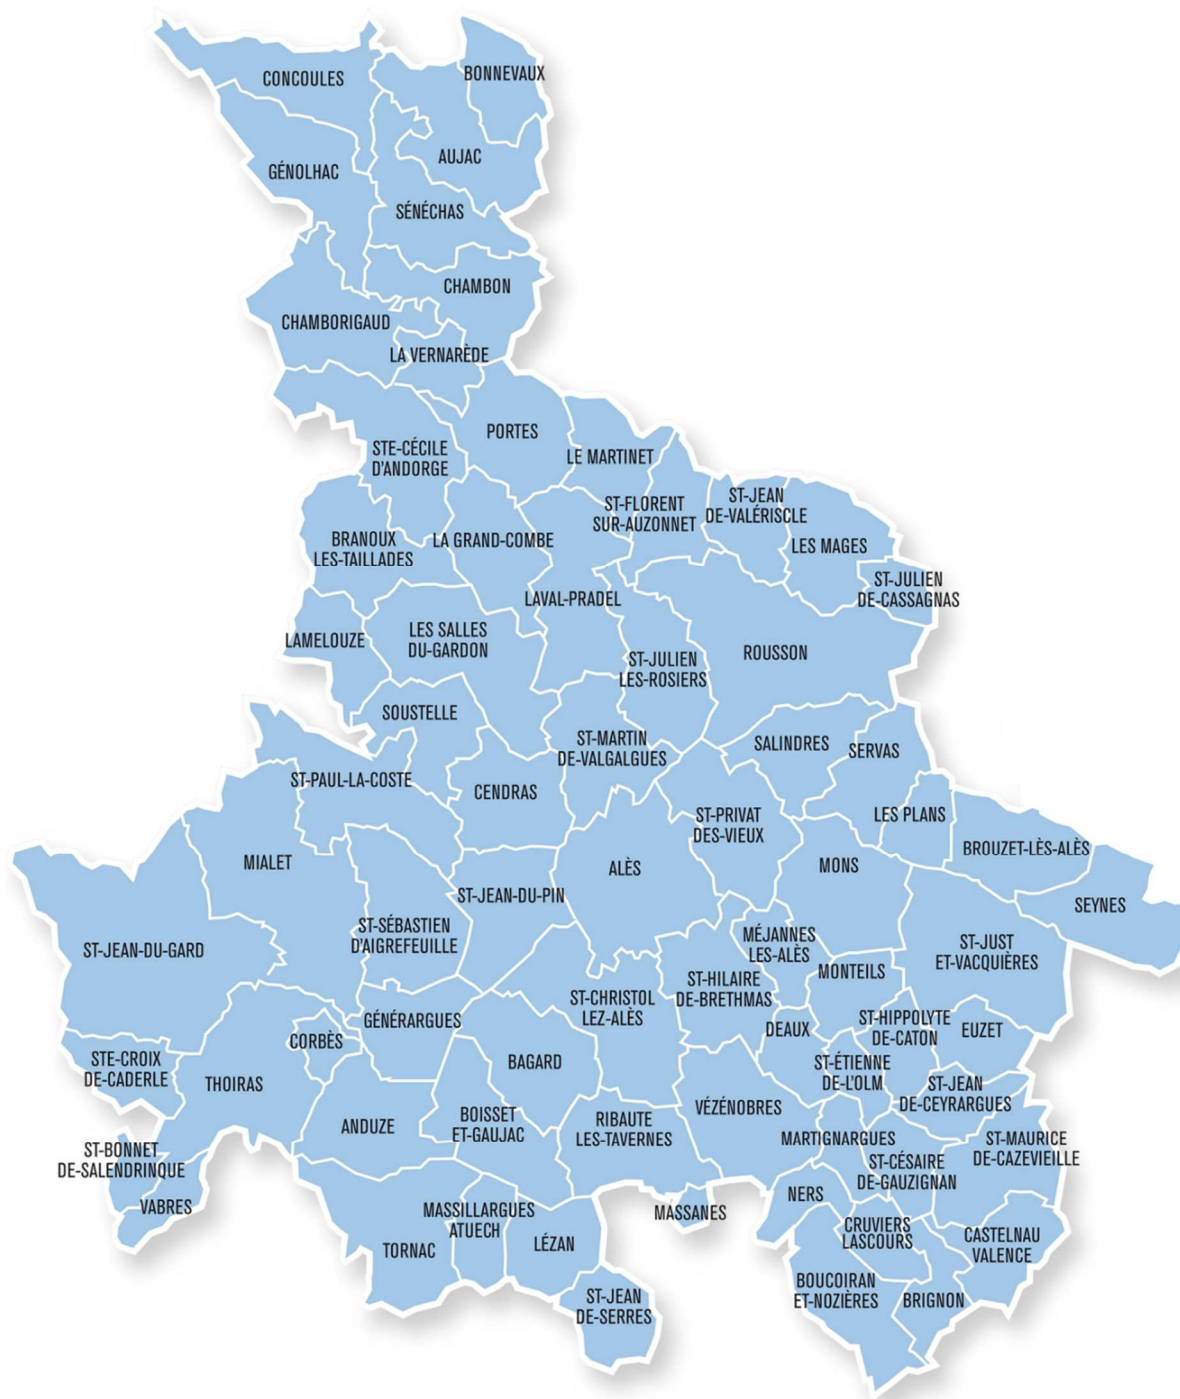 BONNEVAUX
CONCOULES
AUJAC
GÉNOLHAC
SÉNÉCHAS
CHAMBON
CHAMBORIGAUD
LA VERNARÈDE
PORTES
STE-CÉCILE
D'ANDORGE
LE MARTINET
ST-FLORENT
SUR-AUZONNET
ST-JEAN
DE-VALÉRISCLE
BRANOUX
LES-TAILLADES
LA GRAND-COMBE
LES MAGES
ST-JULIEN
DE-CASSAGNAS
LAVAL-PRADEL
LAMELOUZE
LES SALLES
DU-GARDON
ST-JULIEN
LES-ROSIERS
ROUSSON
SOUSTELLE
ST-MARTIN
DE-VALGALGUES
SALINDRES
SERVAS
ST-PAUL-LA-COSTE
CENDRAS
ST-PRIVAT
DES-VIEUX
LES PLANS
BROUZET-LÈS-ALÈS
MIALET
ALÈS
MONS
ST-JEAN-DU-PIN
SEYNES
ST-JEAN-DU-GARD
ST-SÉBASTIEN
D'AIGREFEUILLE
MÉJANNES
LES-ALÈS
ST-JUST
ET-VACQUIÈRES
MONTEILS
ST-HILAIRE
DE-BRETHMAS
ST-CHRISTOL
LEZ-ALÈS
GÉNÉRARGUES
ST-HIPPOLYTE
DE-CATON
DEAUX
EUZET
CORBÈS
STE-CROIX
DE-CADERLE
THOIRAS
BAGARD
ST-ÉTIENNE
DE-L'OLM
ST-JEAN
DE-CEYRARGUES
VÉZÉNOBRES
ANDUZE
BOISSET
ET-GAUJAC
RIBAUTE
LES-TAVERNES
MARTIGNARGUES
ST-MAURICE
DE-CAZEVIEILLE
ST-BONNET
DE-SALENDRINQUE
ST-CÉSAIRE
DE-GAUZIGNAN
VABRES
NERS
MASSILLARGUES
ATUECH
MASSANES
CRUVIERS
LASCOURS
CASTELNAU
VALENCE
TORNAC
LÉZAN
BOUCOIRAN
ET-NOZIÈRES
BRIGNON
ST-JEAN
DE-SERRES